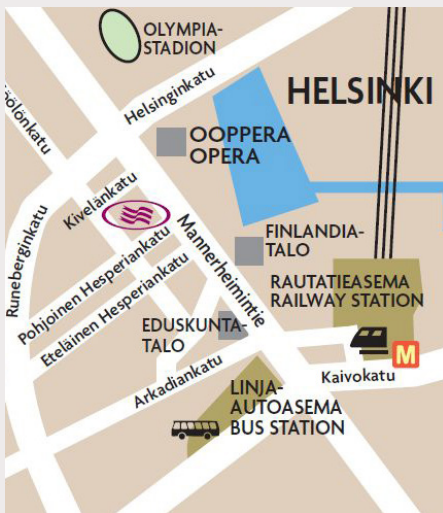 OLYMPIA-
STADION
Helsinginkatu
HELSINKI
öölönkatu
OOPPERA
OPERA
Kivelänkatu
Runeberginkatu
Mannerheimintie
FINLANDIA-
TALO
Pohjoinen Hesperiankatu
Eteläinen Hesperiankatu
RAUTATIEASEMA
RAILWAY STATION
EDUSKUNTA-
TALO
M
Arkadiankatu
Kaivokatu
LINJA-
AUTOASEMA
BUS STATION